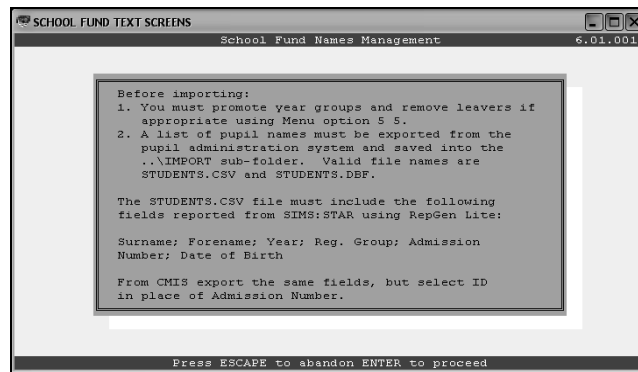 SCHOOL FUND TEXT SCREENS
School Fund Names Management 6.01.001
Before importing:
1. You must promote year groups and remove leavers if
appropriate using Menu option 5 5.
2. A list of pupil names must be exported from the
pupil administration system and saved into the
..\IMPORT sub-folder. Valid file names are
STUDENTS.CSV and STUDENTS.DBF.
The STUDENTS.CSV file must include the following
fields reported from SIMS:STAR using RepGen Lite:
Surname; Forename; Year; Reg. Group; Admission
Number; Date of Birth
From CMIS export the same fields, but select ID
in place of Admission Number.
Press ESCAPE to abandon ENTER to proceed